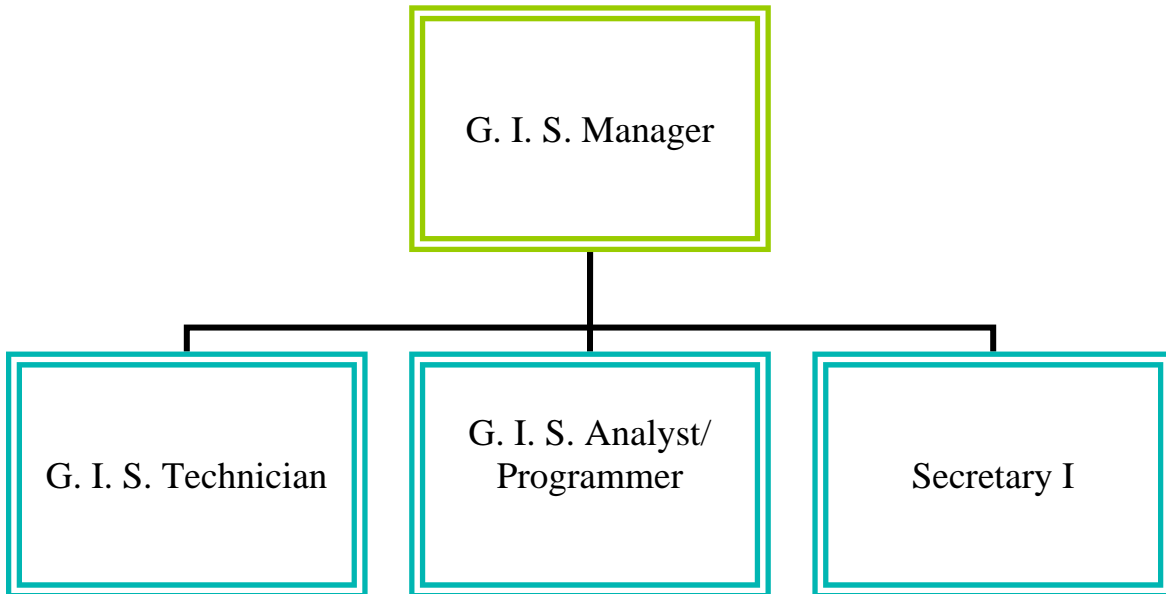 G. I. S. Manager
G. I. S. Technician
G. I. S. Analyst/
Programmer
Secretary I